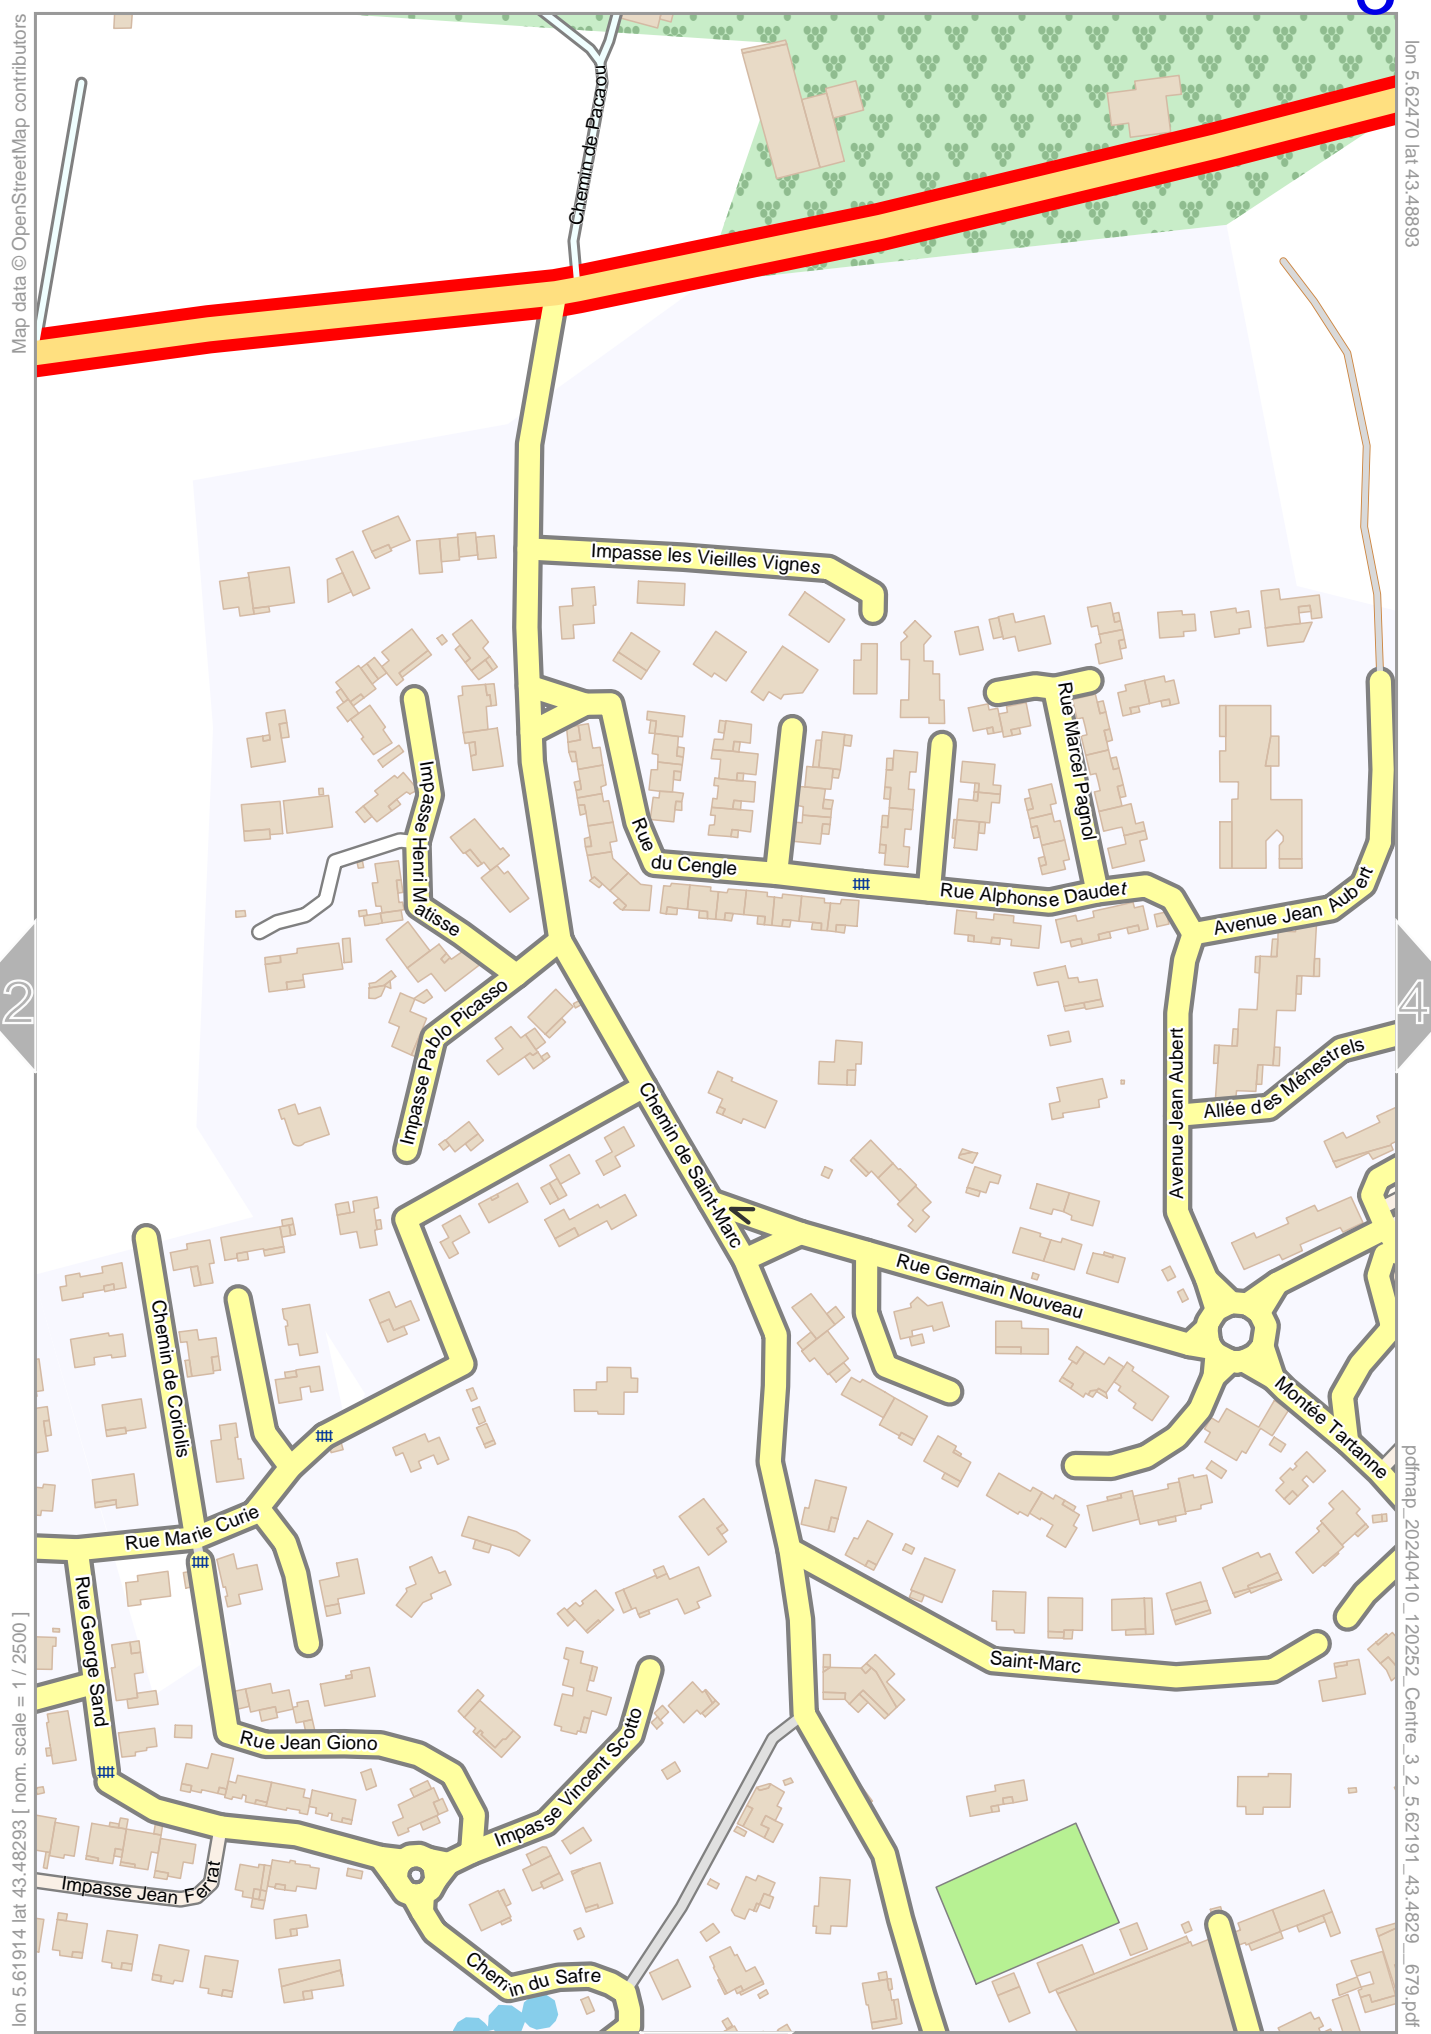 Map data © OpenStreetMap contributors
lon 5.62470 lat 43.48893
Chemin de Pacaou
Impasse les Vieilles Vignes
Rue Marcel Pagnol
Impasse Henri Matisse
Rue du Cengle
Rue Alphonse Daudet
Avenue Jean Aubert
2
4
Impasse Pablo Picasso
Avenue Jean Aubert
Allée des Ménestrels
Chemin de Saint-Marc
Rue Germain Nouveau
Chemin de Coriolis
Montée Tartanne
Rue Marie Curie
Rue George Sand
Saint-Marc
Rue Jean Giono
Impasse Vincent Scotto
Impasse Jean Ferrat
Chemin du Safre
lon 5.61914 lat 43.48293 [ nom. scale = 1 / 2500 ]
pdfmap_20240410_120252_Centre_3_2_5.62191_43.4829__679.pdf